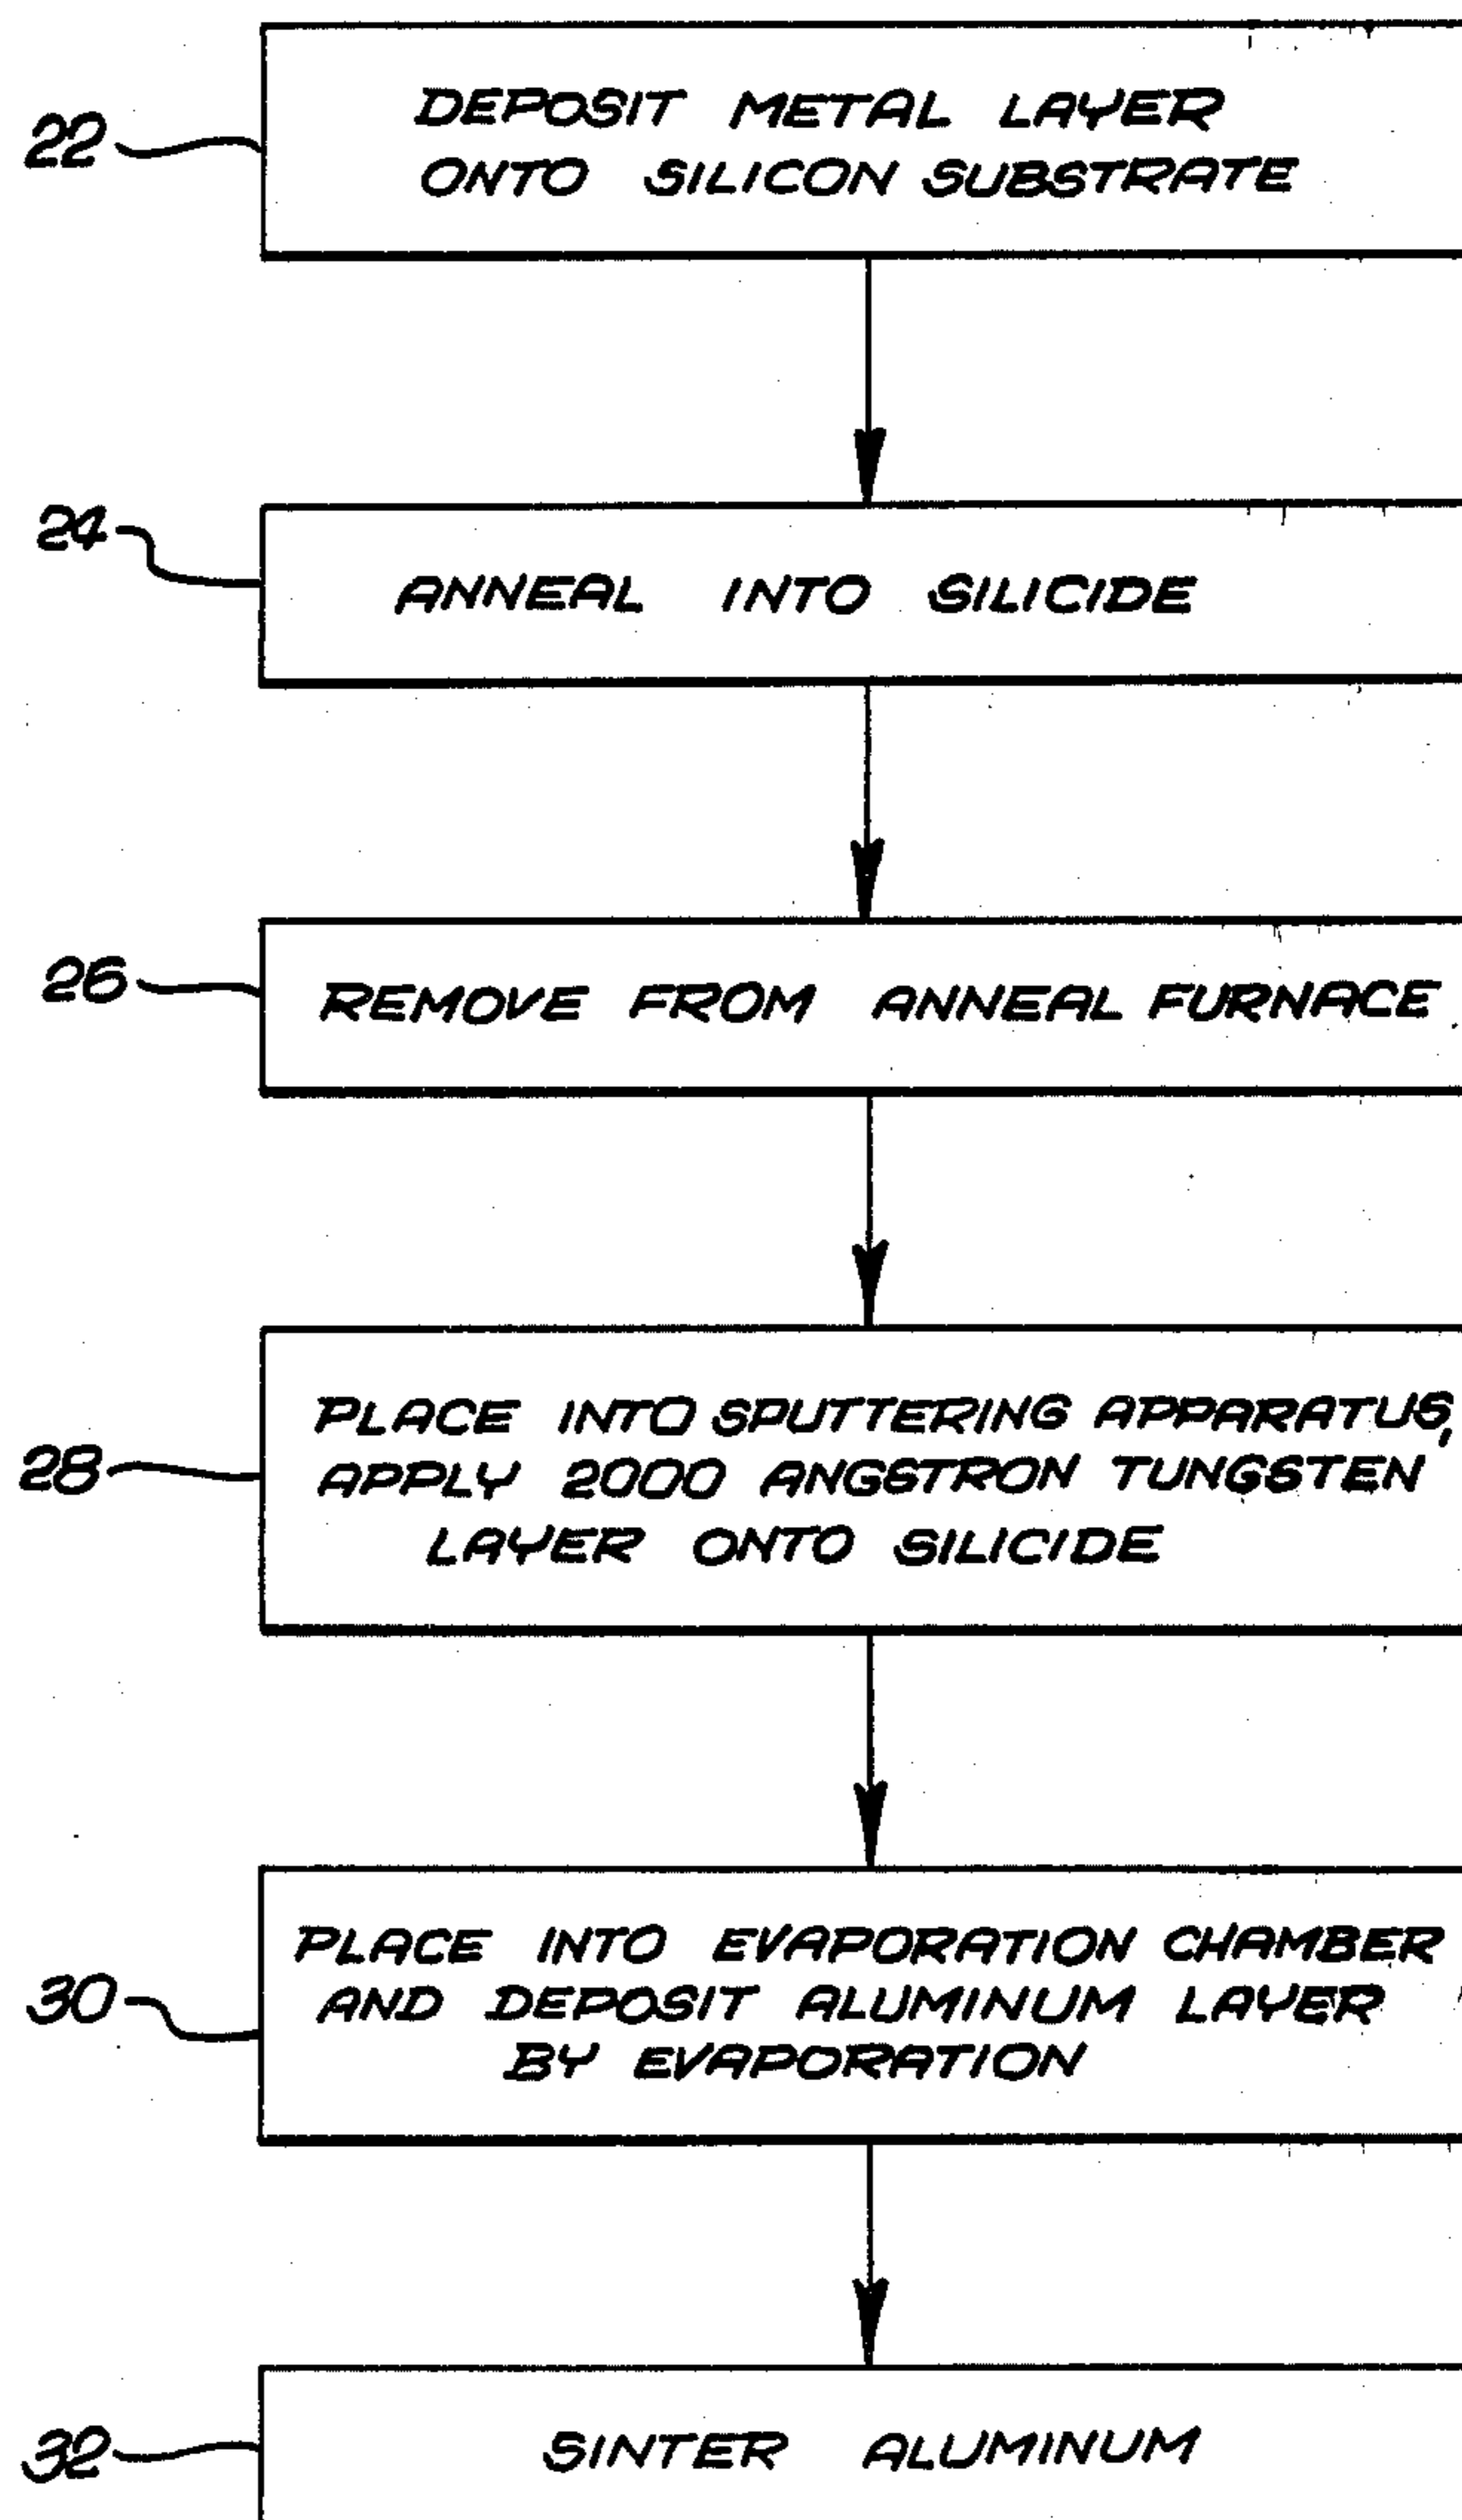 22
DEPOSIT METAL LAYER
ONTO SILICON SUBSTRATE
24
ANNEAL INTO SILICIDE
26
REMOVE FROM ANNEAL FURNACE
28
PLACE INTO SPUTTERING APPARATUS,
APPLY 2000 ANGSTRON TUNGSTEN
LAYER ONTO SILICIDE
30
PLACE INTO EVAPORATION CHAMBER
AND DEPOSIT ALUMINUM LAYER
BY EVAPORATION
32
SINTER ALUMINUM